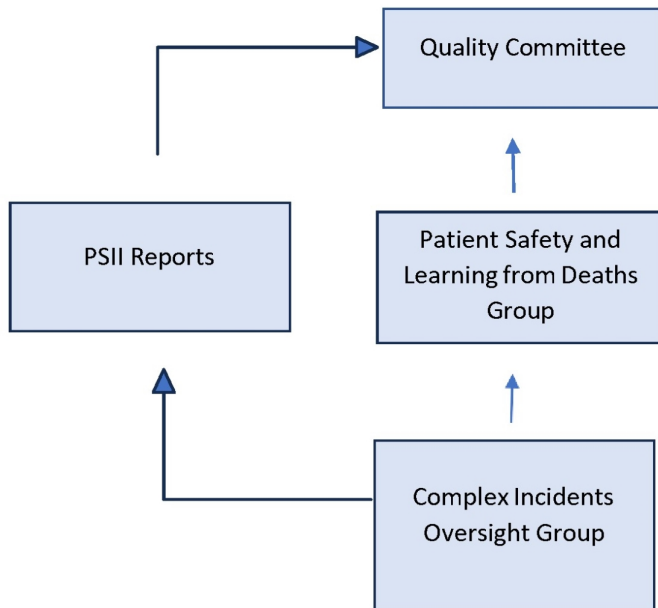 Quality Committee
PSII Reports
Patient Safety and
Learning from Deaths
Group
Complex Incidents
Oversight Group